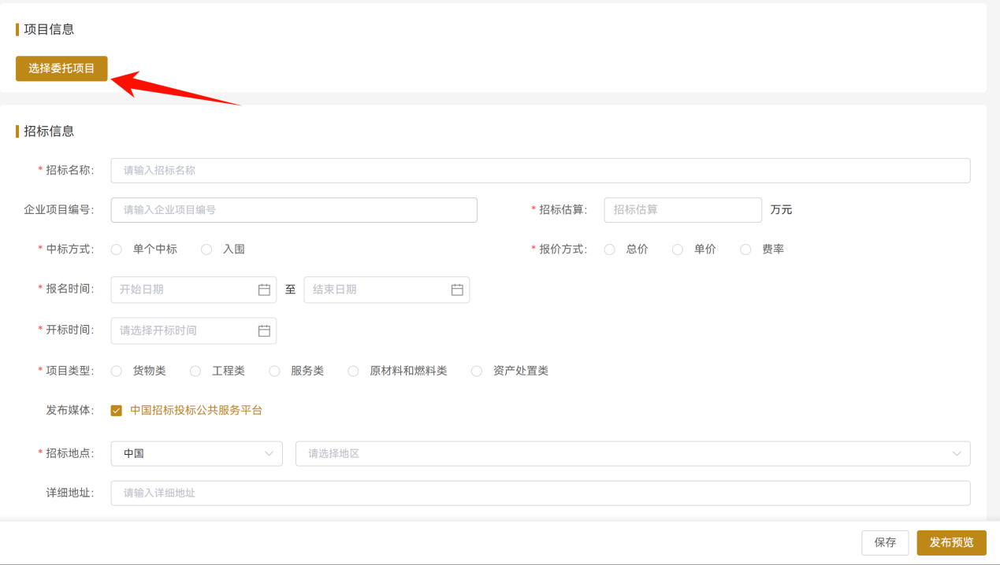 项目信息
选择委托项目
招标信息
* 招标名称: 请输入招标名称
企业项目编号: 请输入企业项目编号 * 招标估算: 招标估算 万元
* 中标方式: 单个中标 入围 * 报价方式: 总价 单价 费率
* 报名时间: 开始日期 至 结束日期
* 开标时间: 请选择开标时间
* 项目类型: 货物类 工程类 服务类 原材料和燃料类 资产处置类
发布媒体: 中国招标投标公共服务平台
* 招标地点: 中国 请选择地区
详细地址: 请输入详细地址
保存 发布预览